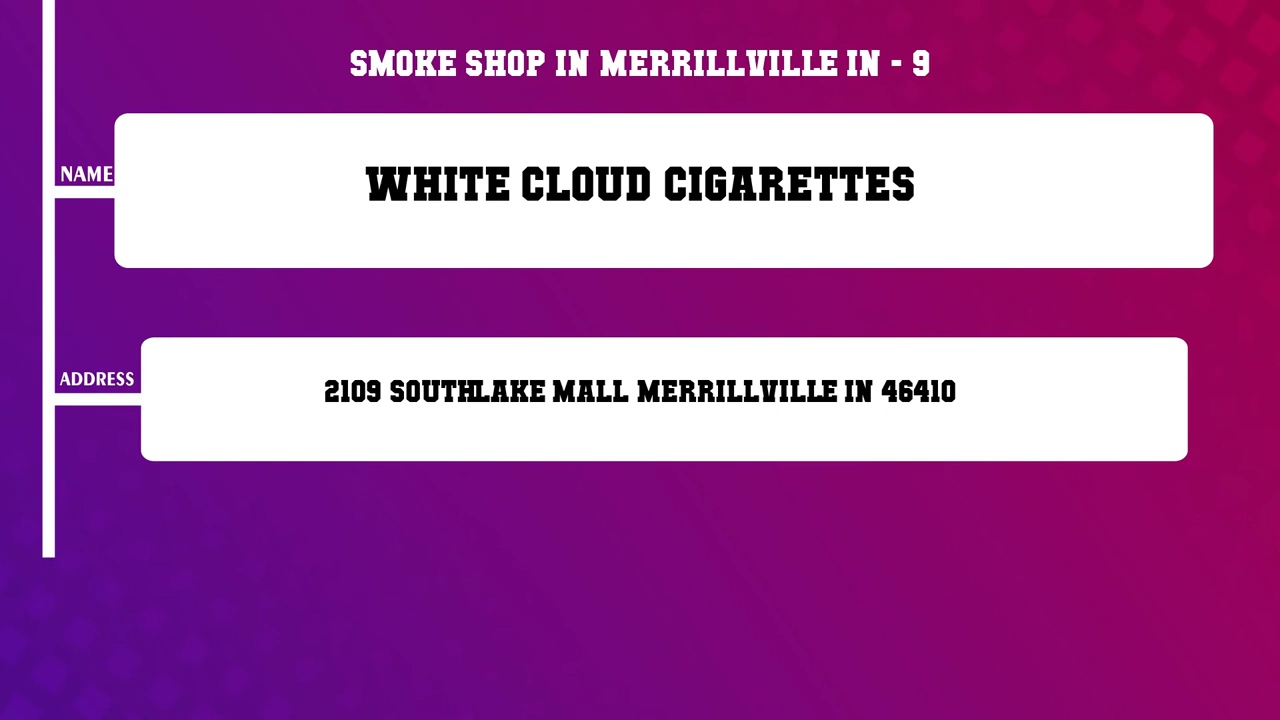 SMOKE SHOP IN MERRILLVILLE IN - 9
NAME
WHITE CLOUD CIGARETTES
ADDRESS
2109 SOUTHLAKE MALL MERRILLVILLE IN 46410